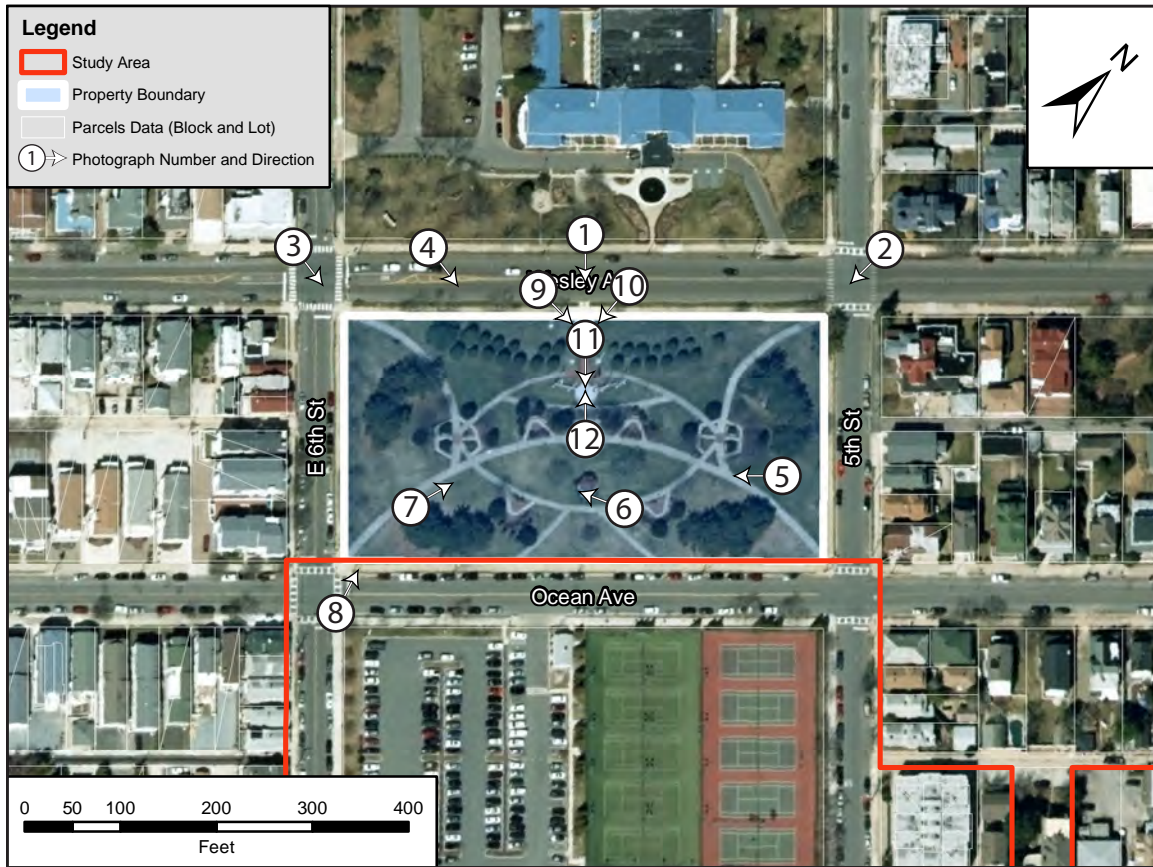 Legend
Study Area
Property Boundary
Parcels Data (Block and Lot)
1 Photograph Number and Direction
N
1
2
3
4
9
10
11
12
5
6
7
8
E 6th St
5th St
Ocean Ave
0 50 100 200 300 400
Feet